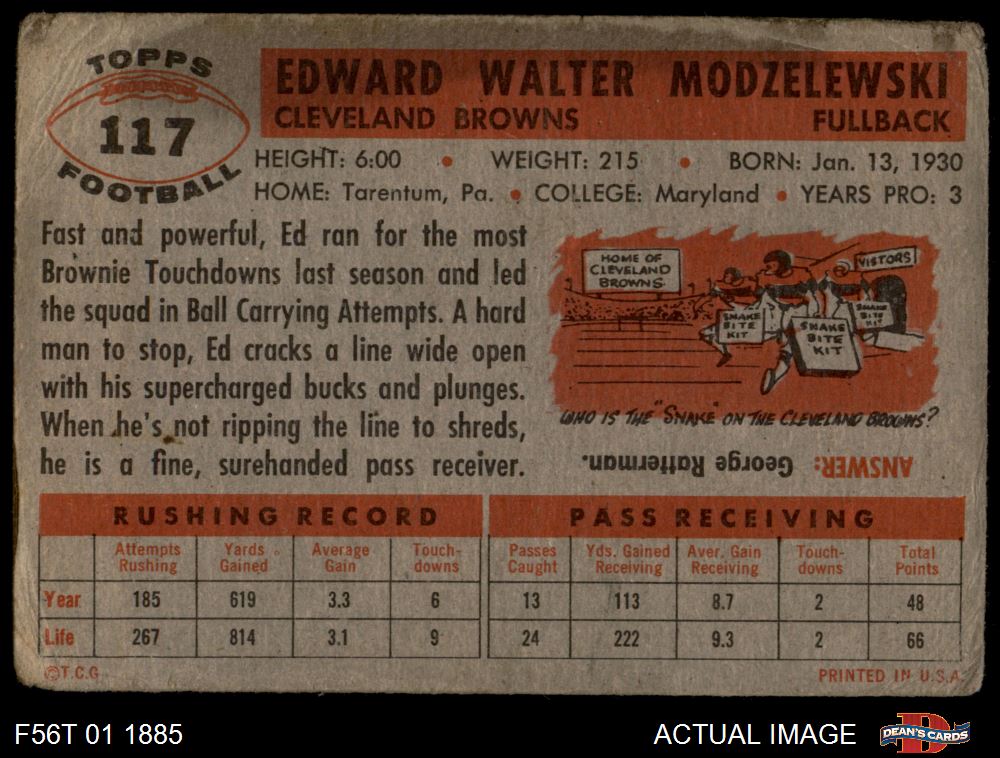 TOPPS
117
FOOTBALL
EDWARD WALTER MODZELEWSKI
CLEVELAND BROWNS FULLBACK
HEIGHT: 6:00 • WEIGHT: 215 • BORN: Jan. 13, 1930
HOME: Tarentum, Pa. • COLLEGE: Maryland • YEARS PRO: 3
Fast and powerful, Ed ran for the most
Brownie Touchdowns last season and led
the squad in Ball Carrying Attempts. A hard
man to stop, Ed cracks a line wide open
with his supercharged bucks and plunges.
When he's not ripping the line to shreds,
he is a fine, surehanded pass receiver.
HOME OF
CLEVELAND
BROWNS
VISITORS
SNAKE
BITE
KIT
SNAKE
BITE
KIT
SNAKE
BITE
KIT
WHO IS THE "SNAKE" ON THE CLEVELAND BROWNS?
ANSWER: George Ratterman.
RUSHING RECORD
Attempts Rushing Yards Gained Average Gain Touch-downs
Year 185 619 3.3 6
Life 267 814 3.1 9
PASS RECEIVING
Passes Caught Yds. Gained Receiving Aver. Gain Receiving Touch-downs Total Points
13 113 8.7 2 48
24 222 9.3 2 66
©T.C.G PRINTED IN U.S.A.
F56T 01 1885 ACTUAL IMAGE
DEAN'S CARDS